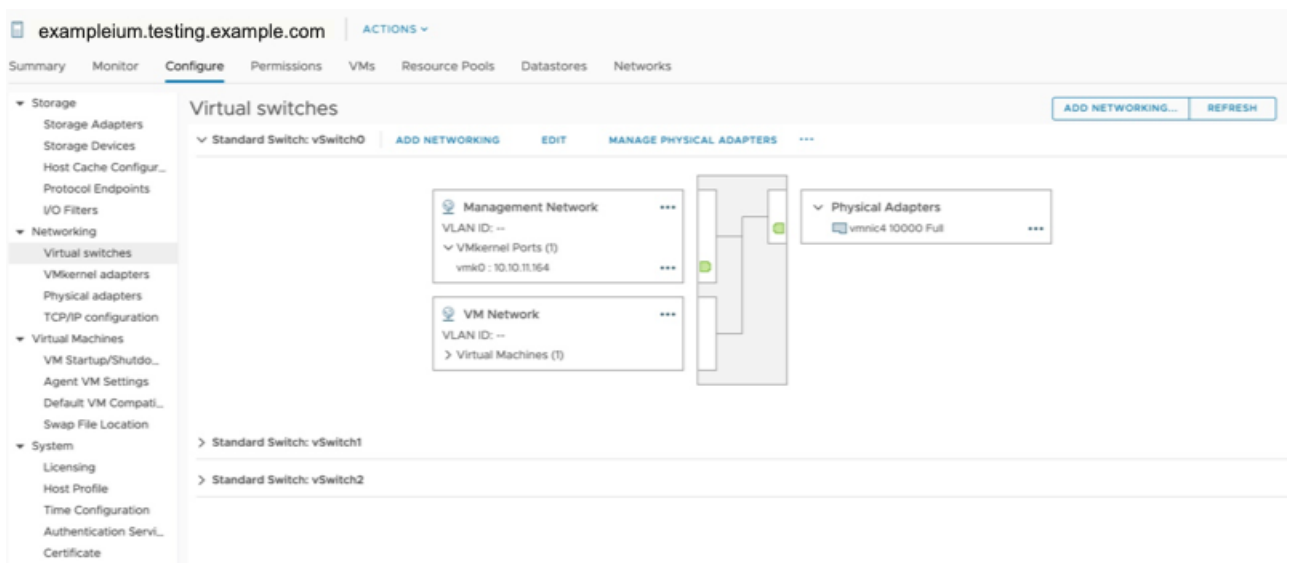 exampleium.testing.example.com ACTIONS
Summary Monitor Configure Permissions VMs Resource Pools Datastores Networks
Storage
Storage Adapters
Storage Devices
Host Cache Configur...
Protocol Endpoints
I/O Filters
Networking
Virtual switches
VMkernel adapters
Physical adapters
TCP/IP configuration
Virtual Machines
VM Startup/Shutdo...
Agent VM Settings
Default VM Compati...
Swap File Location
System
Licensing
Host Profile
Time Configuration
Authentication Servi...
Certificate
Virtual switches
ADD NETWORKING... REFRESH
Standard Switch: vSwitch0 ADD NETWORKING EDIT MANAGE PHYSICAL ADAPTERS ...
Management Network ...
VLAN ID: --
VMkernel Ports (1)
vmk0 : 10.10.11.164 ...
VM Network ...
VLAN ID: --
Virtual Machines (1)
Physical Adapters
vmnic4 10000 Full ...
Standard Switch: vSwitch1
Standard Switch: vSwitch2